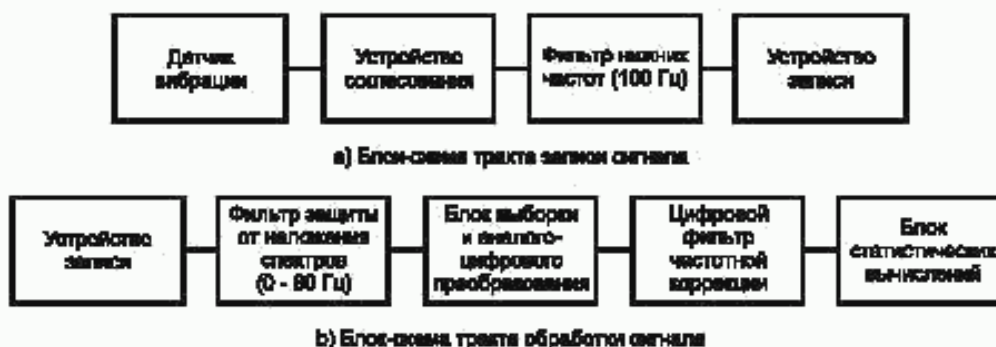 Датчик
вибрации
Устройство
согласования
Фильтр нижних
частот (100 Гц)
Устройство
записи
а) Блок-схема тракта записи сигнала
Устройство
записи
Фильтр защиты
от наложения
спектров
(0 - 80 Гц)
Блок выборки
и аналого-
цифрового
преобразования
Цифровой
фильтр
частотной
коррекции
Блок
статистических
вычислений
b) Блок-схема тракта обработки сигнала